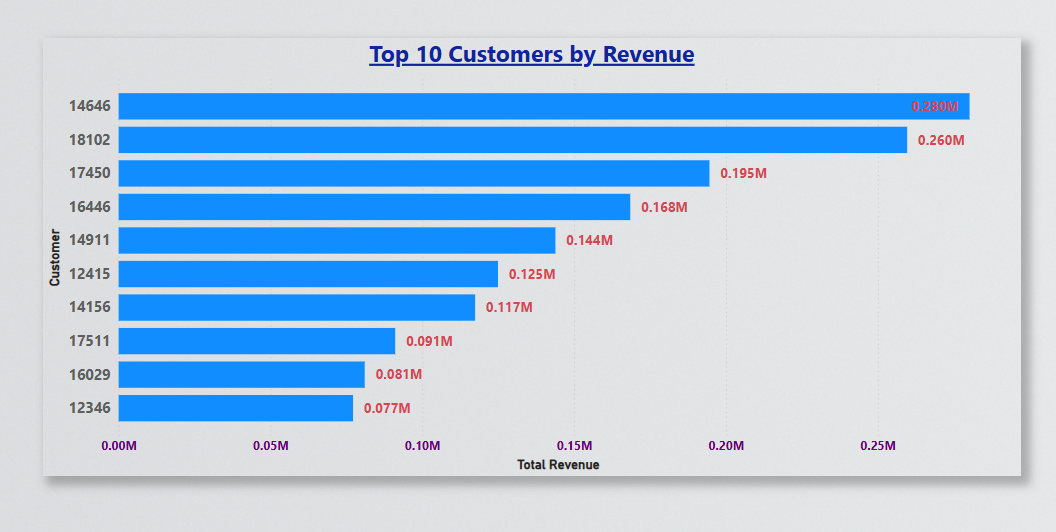 Top 10 Customers by Revenue
14646 0.280M
18102 0.260M
17450 0.195M
16446 0.168M
14911 0.144M
Customer
12415 0.125M
14156 0.117M
17511 0.091M
16029 0.081M
12346 0.077M
0.00M 0.05M 0.10M 0.15M 0.20M 0.25M
Total Revenue